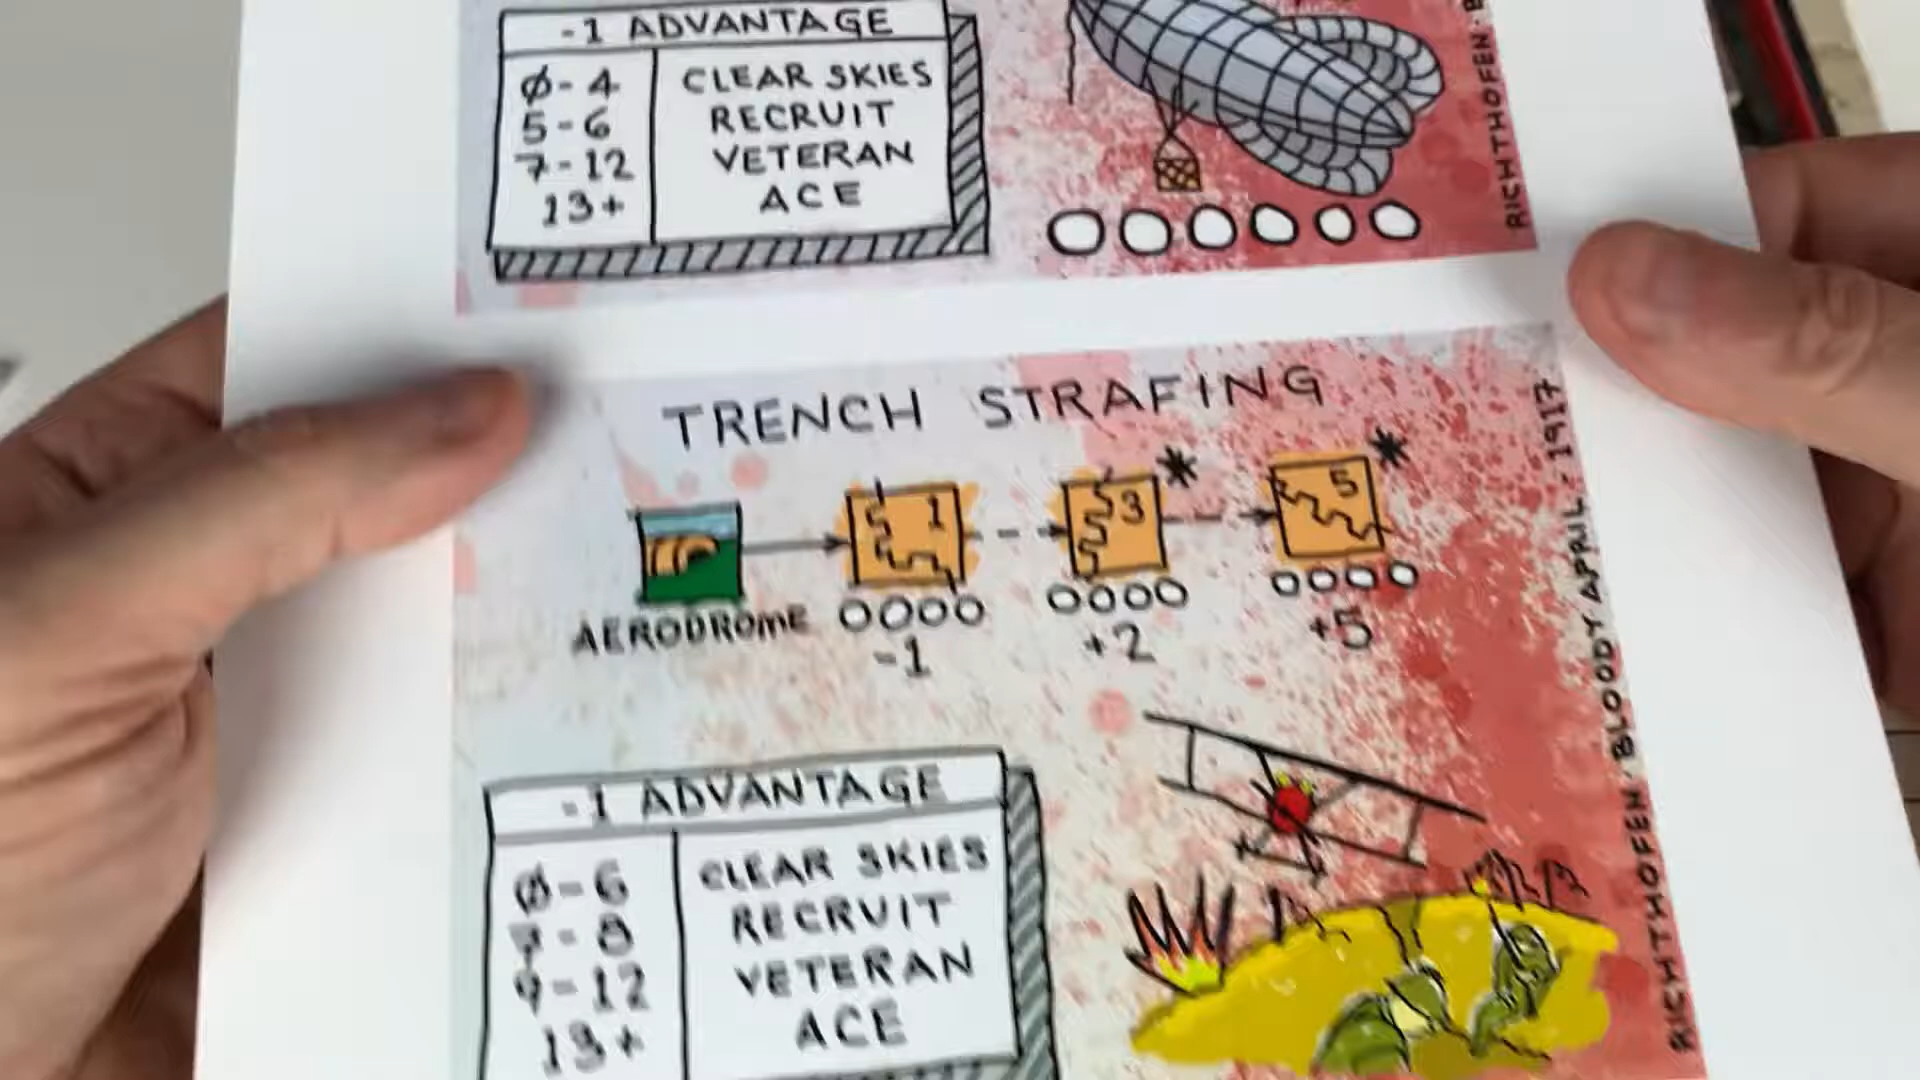 -1 ADVANTAGE
Ø-4 CLEAR SKIES
5-6 RECRUIT
7-12 VETERAN
13+ ACE
RICHTHOFEN · B
TRENCH STRAFING
1 3 * 5 *
AERODROME
-1 +2 +5
-1 ADVANTAGE
Ø-6 CLEAR SKIES
7-8 RECRUIT
9-12 VETERAN
13+ ACE
RICHTHOFEN · BLOODY APRIL · 1917